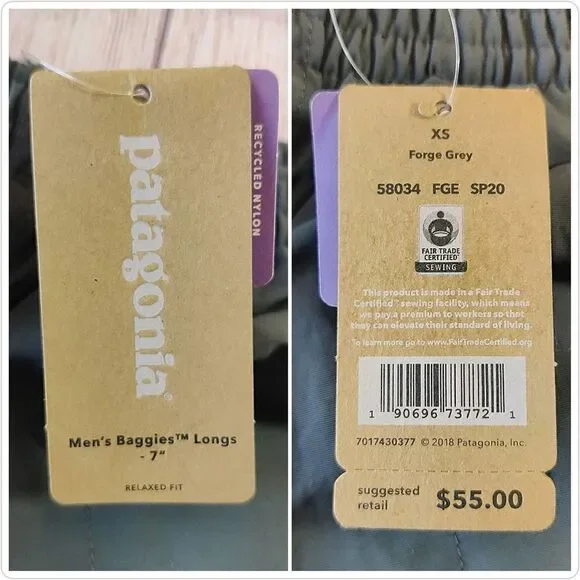 patagonia®
RECYCLED NYLON
Men's Baggies™ Longs
- 7"
RELAXED FIT
XS
Forge Grey
58034 FGE SP20
FAIR TRADE
CERTIFIED™
SEWING
This product is made in a Fair Trade
Certified™ sewing facility, which means
we pay a premium to workers so that
they can elevate their standard of living.
To learn more go to www.FairTradeCertified.org
1 90696 73772 1
7017430377 © 2018 Patagonia, Inc.
suggested
retail
$55.00